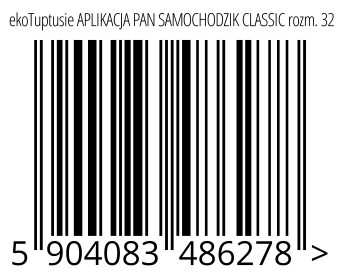 ekoTuptusie APLIKACJA PAN SAMOCHODZIK CLASSIC rozm. 32
5 904083 486278 >